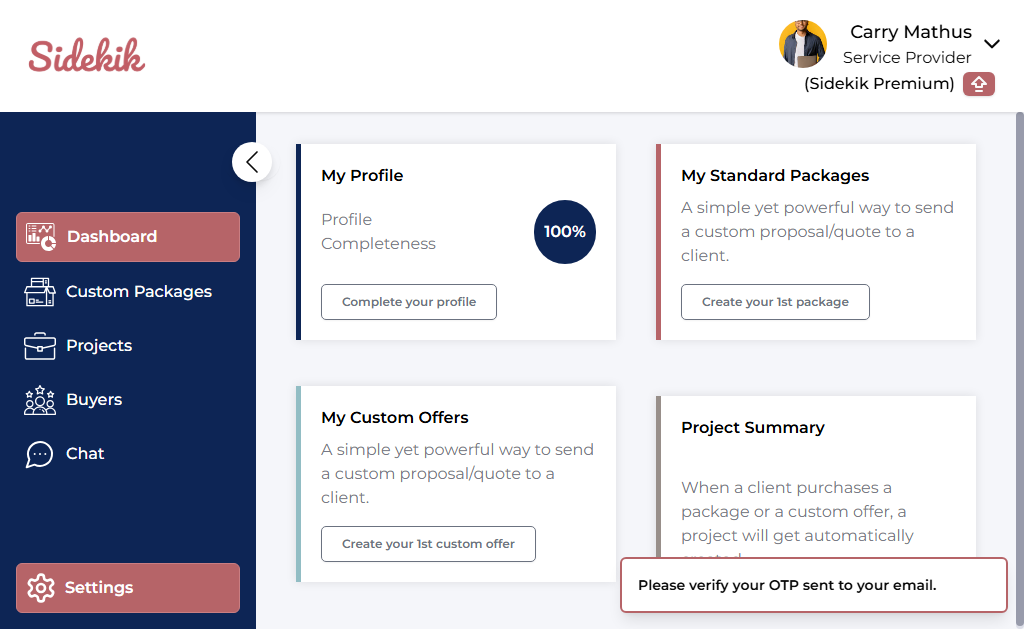 Sidekik
Carry Mathus
Service Provider
(Sidekik Premium)
Dashboard
Custom Packages
Projects
Buyers
Chat
Settings
My Profile
Profile
Completeness
100%
Complete your profile
My Standard Packages
A simple yet powerful way to send
a custom proposal/quote to a
client.
Create your 1st package
My Custom Offers
A simple yet powerful way to send
a custom proposal/quote to a
client.
Create your 1st custom offer
Project Summary
When a client purchases a
package or a custom offer, a
project will get automatically
Please verify your OTP sent to your email.